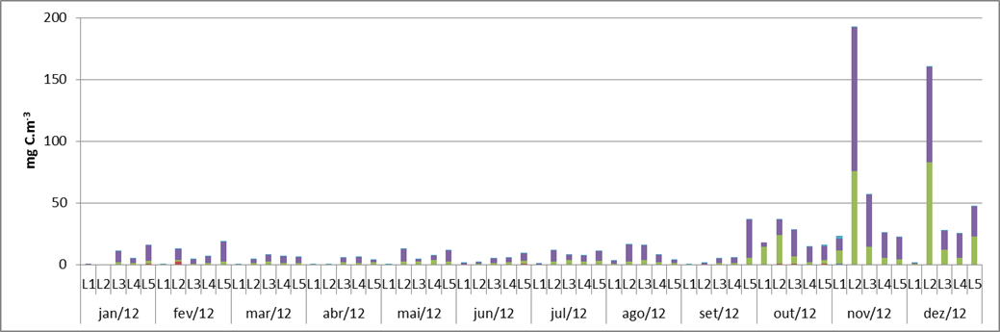 200
150
100
50
0
mg C.m-3
L1 L2 L3 L4 L5 L1 L2 L3 L4 L5 L1 L2 L3 L4 L5 L1 L2 L3 L4 L5 L1 L2 L3 L4 L5 L1 L2 L3 L4 L5 L1 L2 L3 L4 L5 L1 L2 L3 L4 L5 L1 L2 L3 L4 L5 L1 L2 L3 L4 L5 L1 L2 L3 L4 L5 L1 L2 L3 L4 L5
jan/12 fev/12 mar/12 abr/12 mai/12 jun/12 jul/12 ago/12 set/12 out/12 nov/12 dez/12